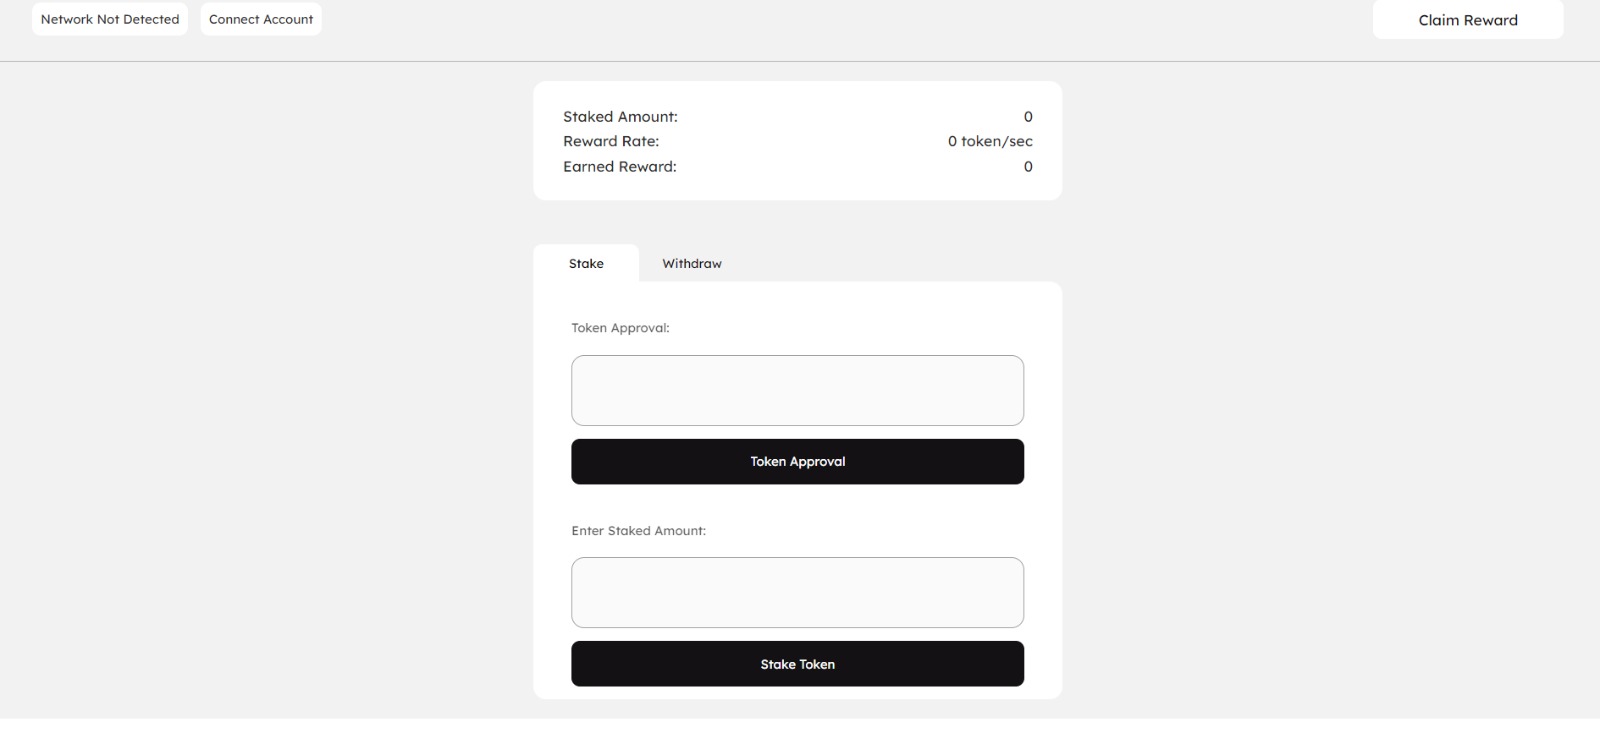 Network Not Detected
Connect Account
Claim Reward
Staked Amount: 0
Reward Rate: 0 token/sec
Earned Reward: 0
Stake
Withdraw
Token Approval:
Token Approval
Enter Staked Amount:
Stake Token